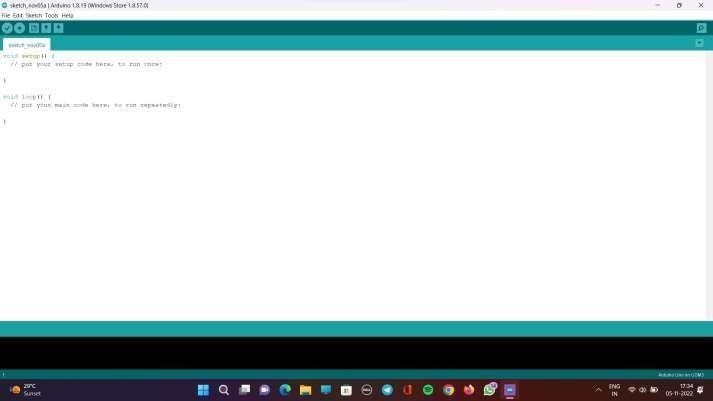 sketch_nov05a | Arduino 1.8.19 (Windows Store 1.8.57.0)
File Edit Sketch Tools Help
sketch_nov05a
void setup() {
// put your setup code here, to run once:
}
void loop() {
// put your main code here, to run repeatedly:
}
1
Arduino Uno on COM3
29°C
Sunset
DELL
ENG
IN
17:34
05-11-2022